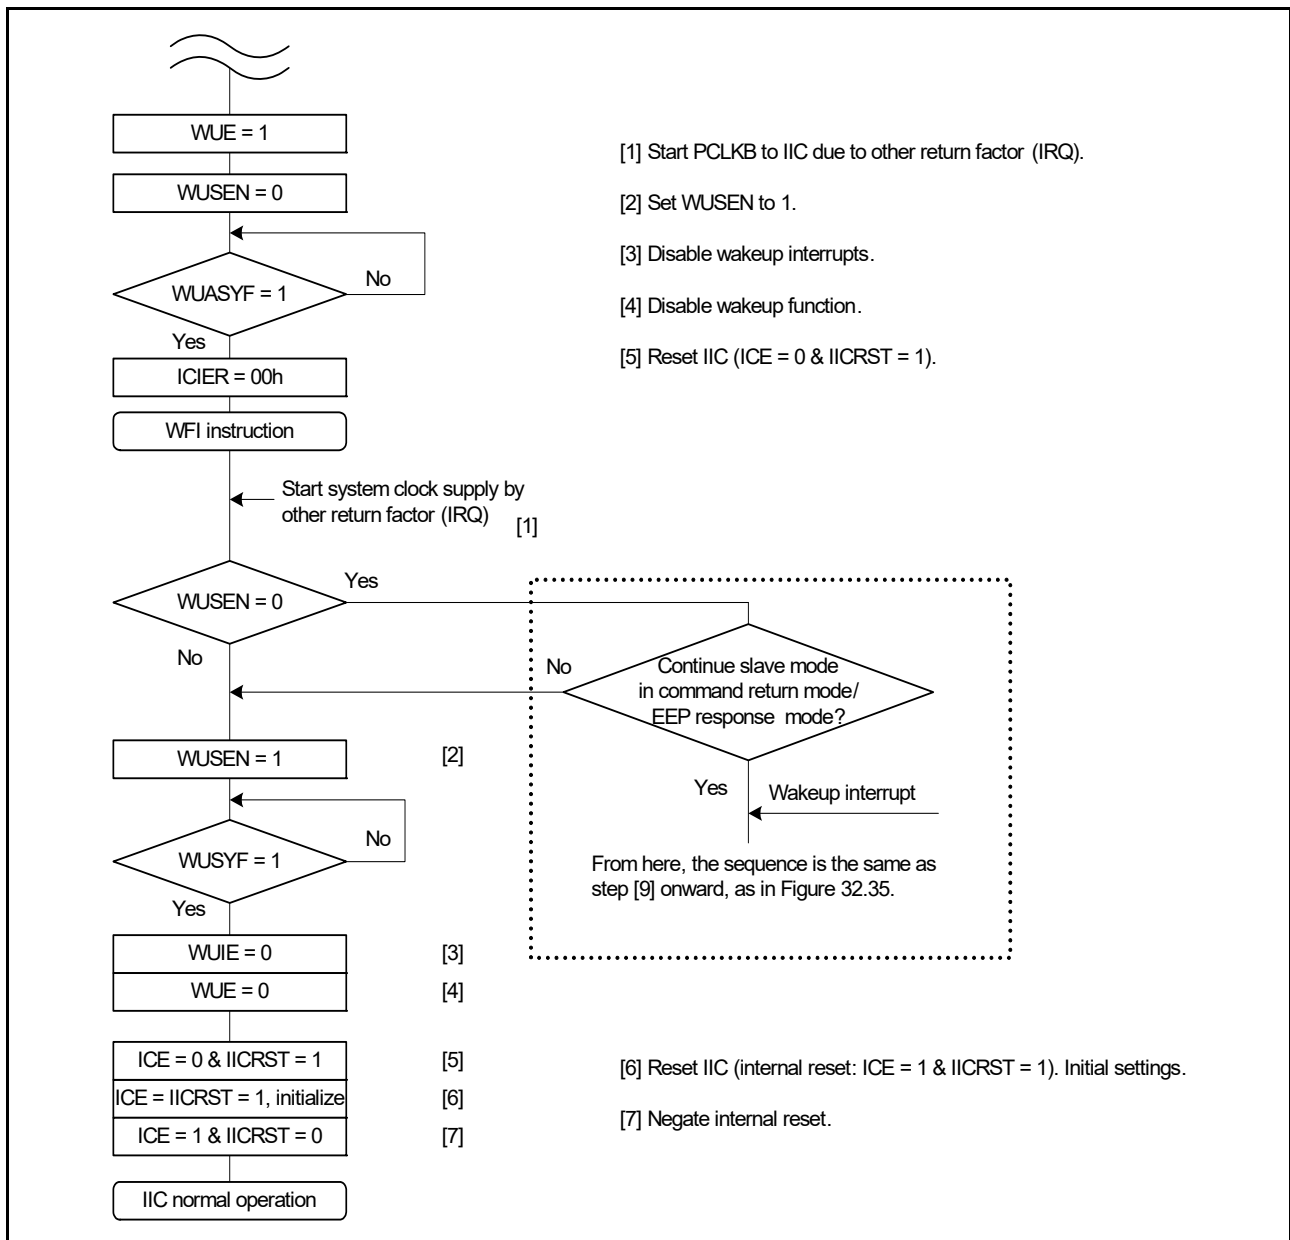 WUE = 1
WUSEN = 0
WUASYF = 1
No
Yes
ICIER = 00h
WFI instruction
Start system clock supply by
other return factor (IRQ)
[1]
WUSEN = 0
Yes
No
Continue slave mode
in command return mode/
EEP response mode?
No
Yes
Wakeup interrupt
From here, the sequence is the same as
step [9] onward, as in Figure 32.35.
WUSEN = 1
[2]
WUSYF = 1
No
Yes
WUIE = 0
[3]
WUE = 0
[4]
ICE = 0 & IICRST = 1
[5]
ICE = IICRST = 1, initialize
[6]
ICE = 1 & IICRST = 0
[7]
IIC normal operation
[1] Start PCLKB to IIC due to other return factor (IRQ).
[2] Set WUSEN to 1.
[3] Disable wakeup interrupts.
[4] Disable wakeup function.
[5] Reset IIC (ICE = 0 & IICRST = 1).
[6] Reset IIC (internal reset: ICE = 1 & IICRST = 1). Initial settings.
[7] Negate internal reset.